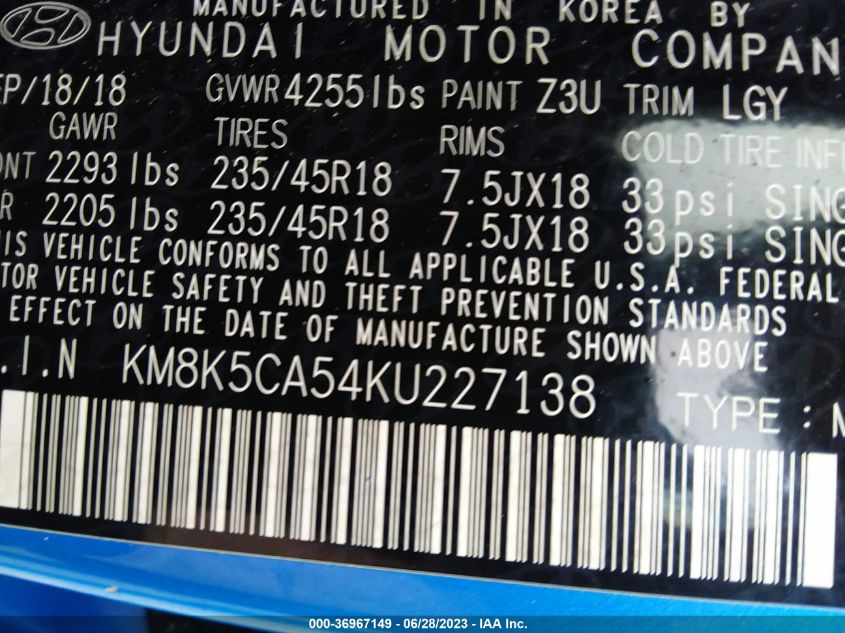 MANUFACTURED IN KOREA BY
HYUNDAI MOTOR COMPAN
EP/18/18 GVWR 4255 lbs PAINT Z3U TRIM LGY
GAWR TIRES RIMS COLD TIRE INF
ONT 2293 lbs 235/45R18 7.5JX18 33psi SING
R 2205 lbs 235/45R18 7.5JX18 33psi SING
HIS VEHICLE CONFORMS TO ALL APPLICABLE U.S.A. FEDERAL
TOR VEHICLE SAFETY AND THEFT PREVENTION STANDARDS
EFFECT ON THE DATE OF MANUFACTURE SHOWN ABOVE.
.I.N KM8K5CA54KU227138 TYPE : M
000-36967149 - 06/28/2023 - IAA Inc.